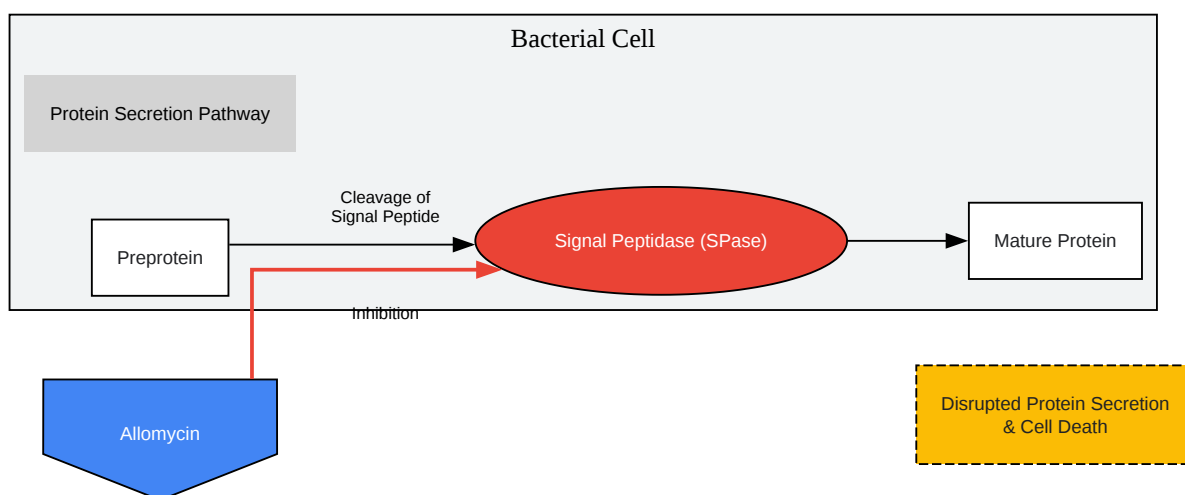 Bacterial Cell
Protein Secretion Pathway
Cleavage of
Signal Peptide
Preprotein
Signal Peptidase (SPase)
Mature Protein
Inhibition
Allomycin
Disrupted Protein Secretion
& Cell Death